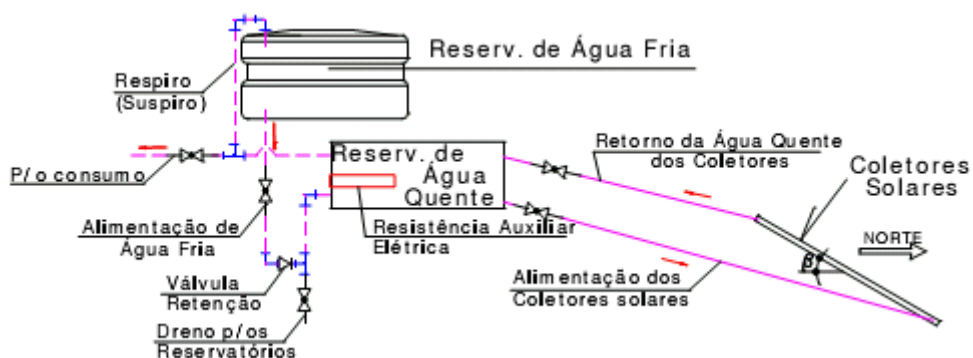 Reserv. de Água Fria
Respiro
(Suspiro)
P/ o consumo
Reserv. de
Água
Quente
Retorno da Água Quente
dos Coletores
Coletores
Solares
NORTE
β
Alimentação de
Água Fria
Resistência Auxiliar
Elétrica
Válvula
Retenção
Alimentação dos
Coletores solares
Dreno p/os
Reservatórios